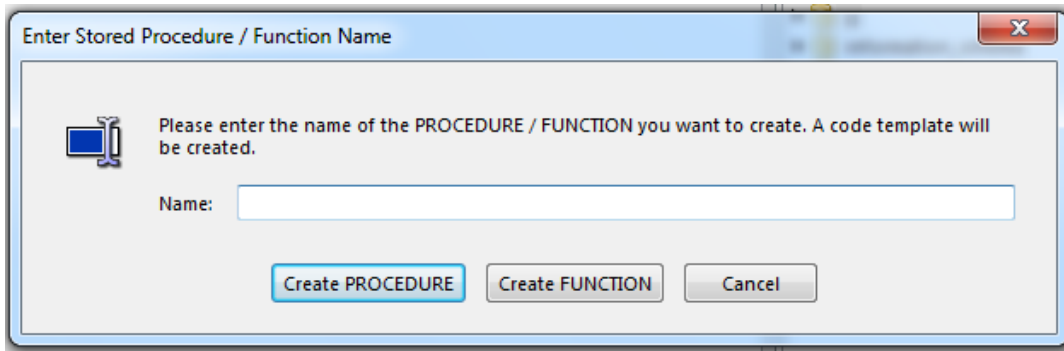 Enter Stored Procedure / Function Name
Please enter the name of the PROCEDURE / FUNCTION you want to create. A code template will
be created.
Name:
Create PROCEDURE Create FUNCTION Cancel